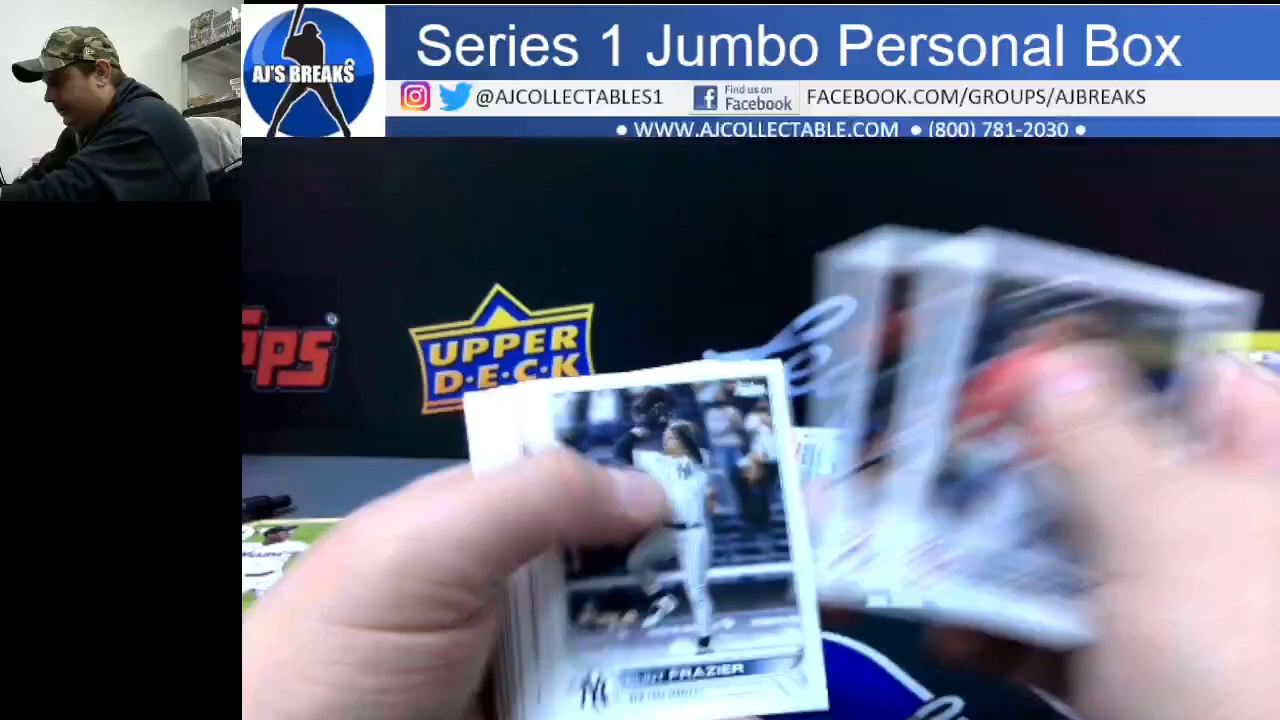 Series 1 Jumbo Personal Box
AJ'S BREAKS
@AJCOLLECTABLES1
Find us on
Facebook
FACEBOOK.COM/GROUPS/AJBREAKS
• WWW.AJCOLLECTABLE.COM • (800) 781-2030 •
UPPER
D·E·C·K
FRAZIER